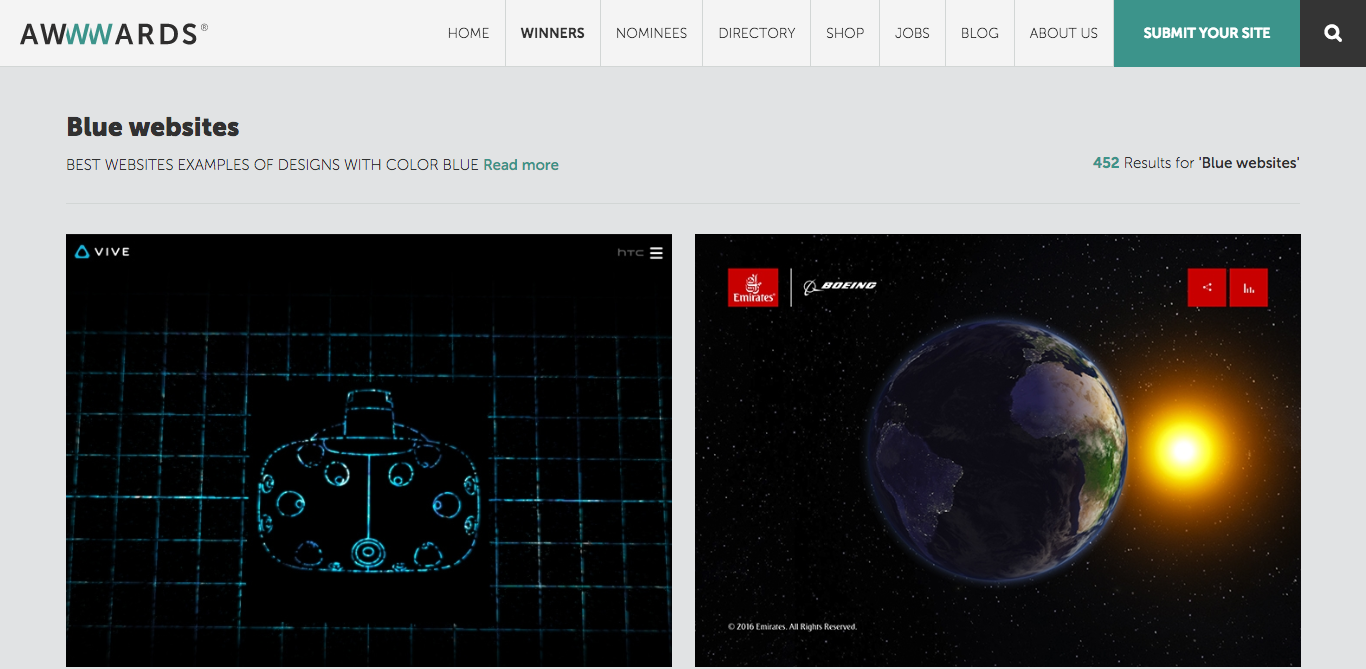 AWWWARDS®
HOME WINNERS NOMINEES DIRECTORY SHOP JOBS BLOG ABOUT US SUBMIT YOUR SITE
Blue websites
BEST WEBSITES EXAMPLES OF DESIGNS WITH COLOR BLUE Read more
452 Results for 'Blue websites'
VIVE
htc
Emirates
BOEING
© 2016 Emirates. All Rights Reserved.